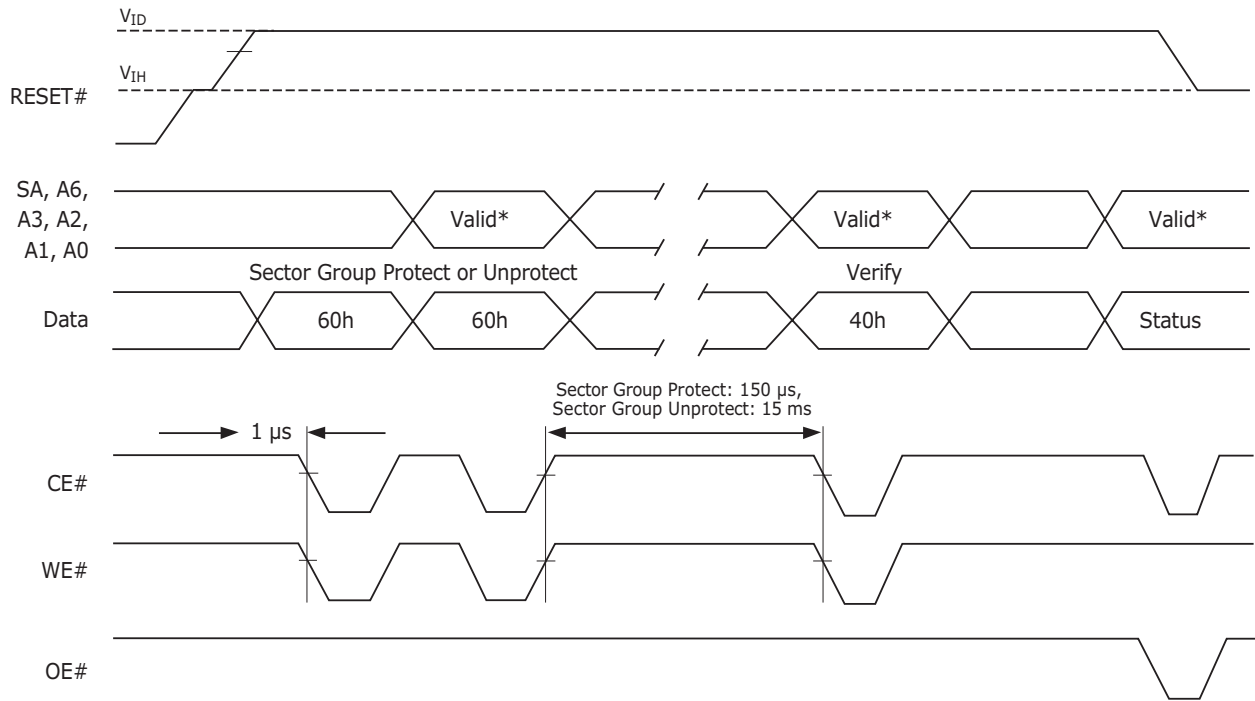 VID
VIH
RESET#
SA, A6,
A3, A2,
A1, A0
Valid*
Valid*
Valid*
Sector Group Protect or Unprotect
Verify
Data
60h
60h
40h
Status
Sector Group Protect: 150 µs,
Sector Group Unprotect: 15 ms
1 µs
CE#
WE#
OE#